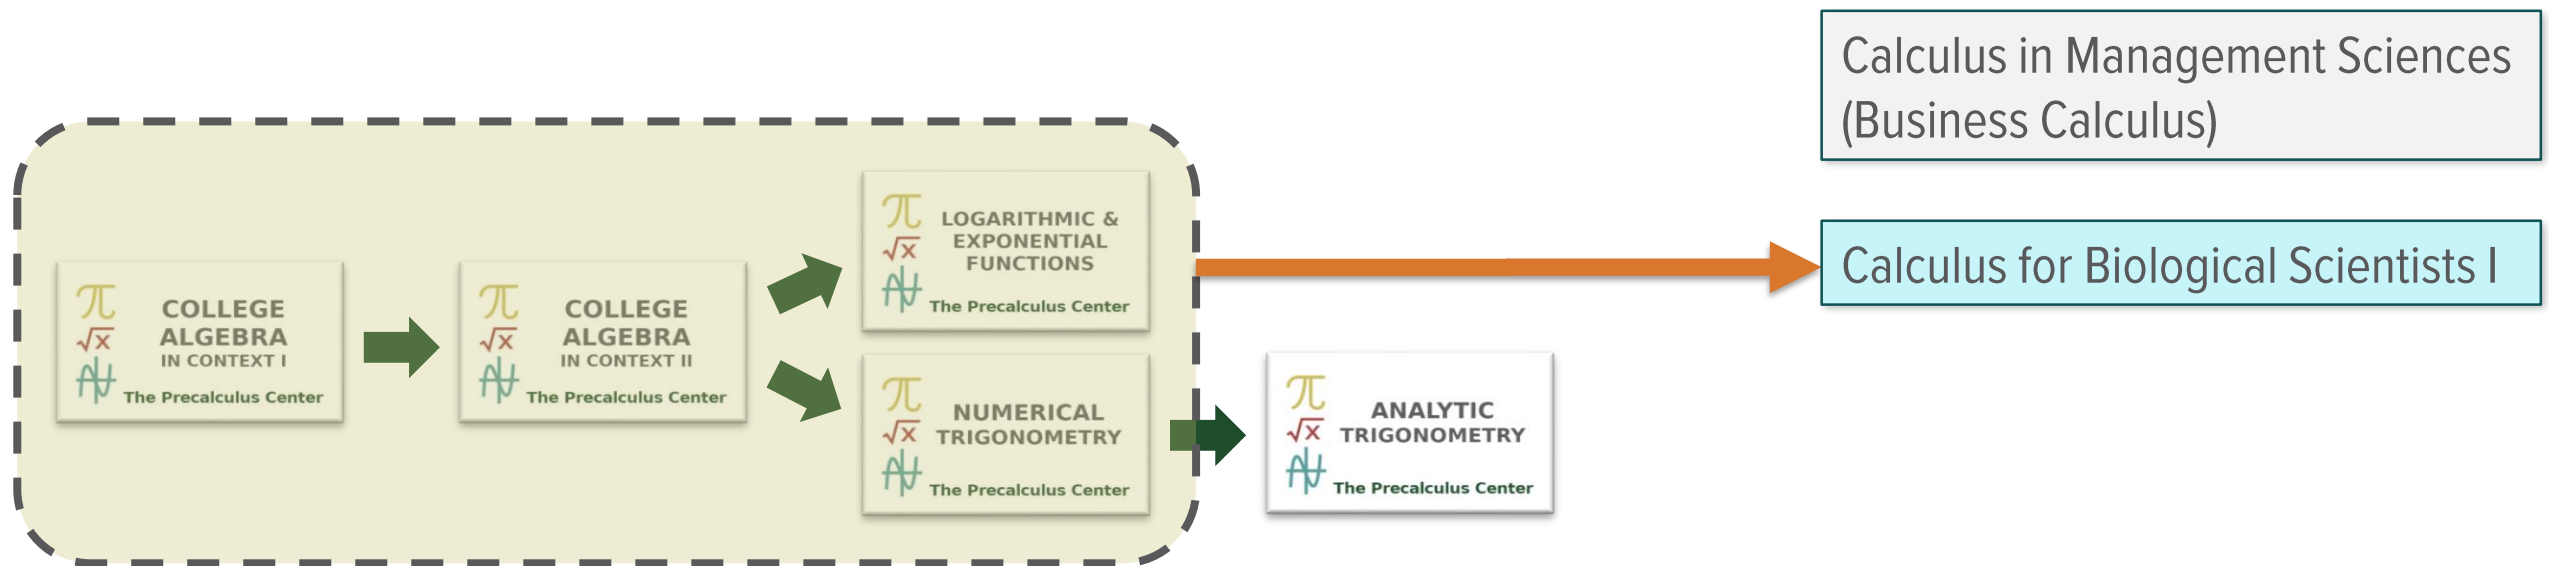 Calculus in Management Sciences
(Business Calculus)
Calculus for Biological Scientists I
COLLEGE
ALGEBRA
IN CONTEXT I
The Precalculus Center
COLLEGE
ALGEBRA
IN CONTEXT II
The Precalculus Center
LOGARITHMIC &
EXPONENTIAL
FUNCTIONS
The Precalculus Center
NUMERICAL
TRIGONOMETRY
The Precalculus Center
ANALYTIC
TRIGONOMETRY
The Precalculus Center
π
√x
π
√x
π
√x
π
√x
π
√x